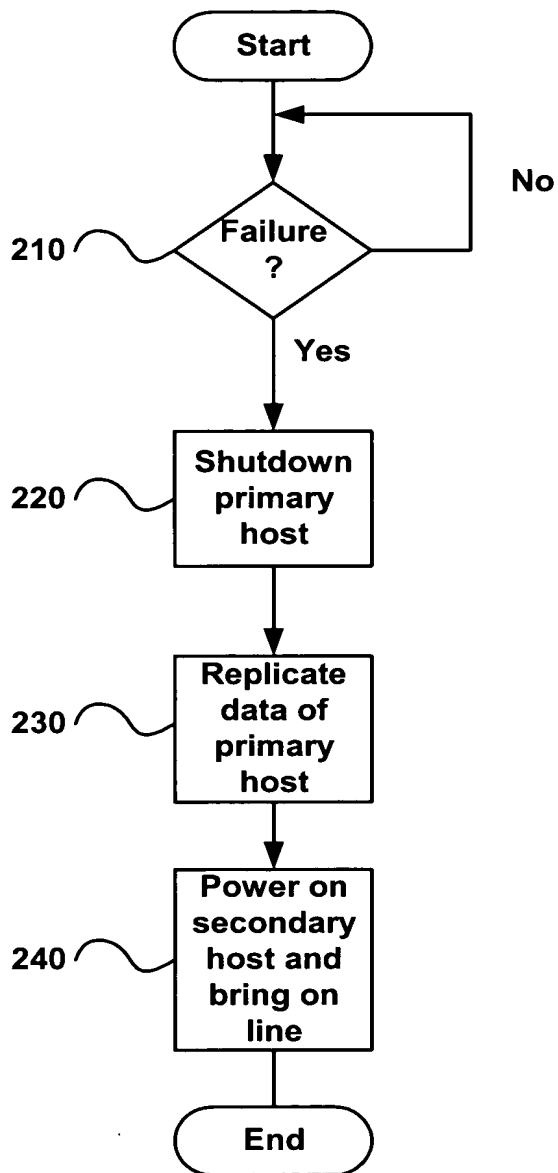 Start
No
210
Failure
?
Yes
220
Shutdown
primary
host
230
Replicate
data of
primary
host
240
Power on
secondary
host and
bring on
line
End